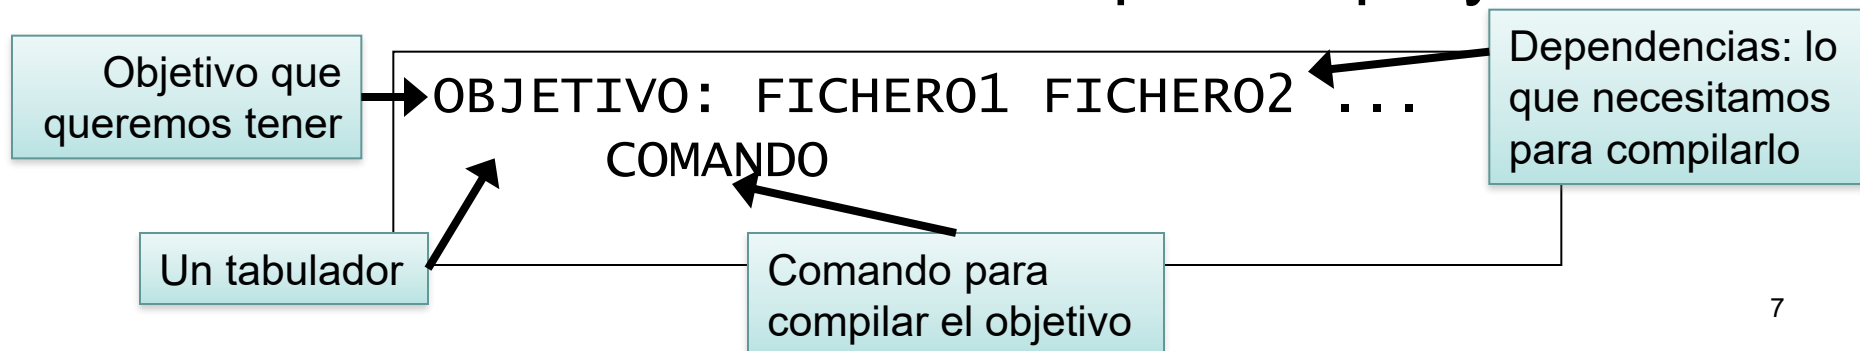 Objetivo que
queremos tener
OBJETIVO: FICHERO1 FICHERO2 ...
COMANDO
Dependencias: lo
que necesitamos
para compilarlo
Un tabulador
Comando para
compilar el objetivo
7